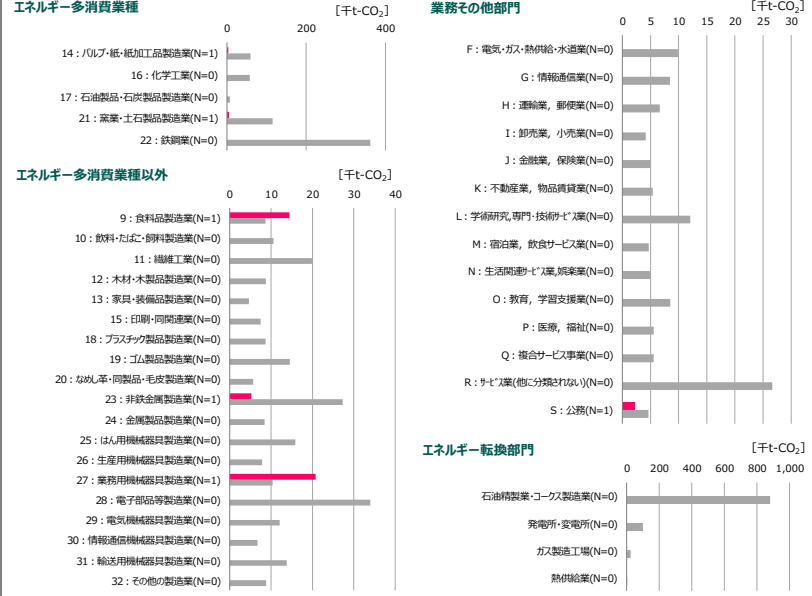 エネルギー多消費業種
[千t-CO₂]
0 200 400
14：パルプ・紙・紙加工品製造業(N=1)
16：化学工業(N=0)
17：石油製品・石炭製品製造業(N=0)
21：窯業・土石製品製造業(N=1)
22：鉄鋼業(N=0)
エネルギー多消費業種以外
[千t-CO₂]
0 10 20 30 40
9：食料品製造業(N=1)
10：飲料・たばこ・飼料製造業(N=0)
11：繊維工業(N=0)
12：木材・木製品製造業(N=0)
13：家具・装備品製造業(N=0)
15：印刷・同関連業(N=0)
18：プラスチック製品製造業(N=0)
19：ゴム製品製造業(N=0)
20：なめし革・同製品・毛皮製造業(N=0)
23：非鉄金属製造業(N=1)
24：金属製品製造業(N=0)
25：はん用機械器具製造業(N=0)
26：生産用機械器具製造業(N=0)
27：業務用機械器具製造業(N=1)
28：電子部品等製造業(N=0)
29：電気機械器具製造業(N=0)
30：情報通信機械器具製造業(N=0)
31：輸送用機械器具製造業(N=0)
32：その他の製造業(N=0)
業務その他部門
[千t-CO₂]
0 5 10 15 20 25 30
F：電気・ガス・熱供給・水道業(N=0)
G：情報通信業(N=0)
H：運輸業，郵便業(N=0)
I：卸売業，小売業(N=0)
J：金融業，保険業(N=0)
K：不動産業，物品賃貸業(N=0)
L：学術研究,専門・技術サービス業(N=0)
M：宿泊業，飲食サービス業(N=0)
N：生活関連サービス業,娯楽業(N=0)
O：教育，学習支援業(N=0)
P：医療，福祉(N=0)
Q：複合サービス事業(N=0)
R：サービス業(他に分類されない)(N=0)
S：公務(N=1)
エネルギー転換部門
[千t-CO₂]
0 200 400 600 800 1,000
石油精製業・コークス製造業(N=0)
発電所・変電所(N=0)
ガス製造工場(N=0)
熱供給業(N=0)